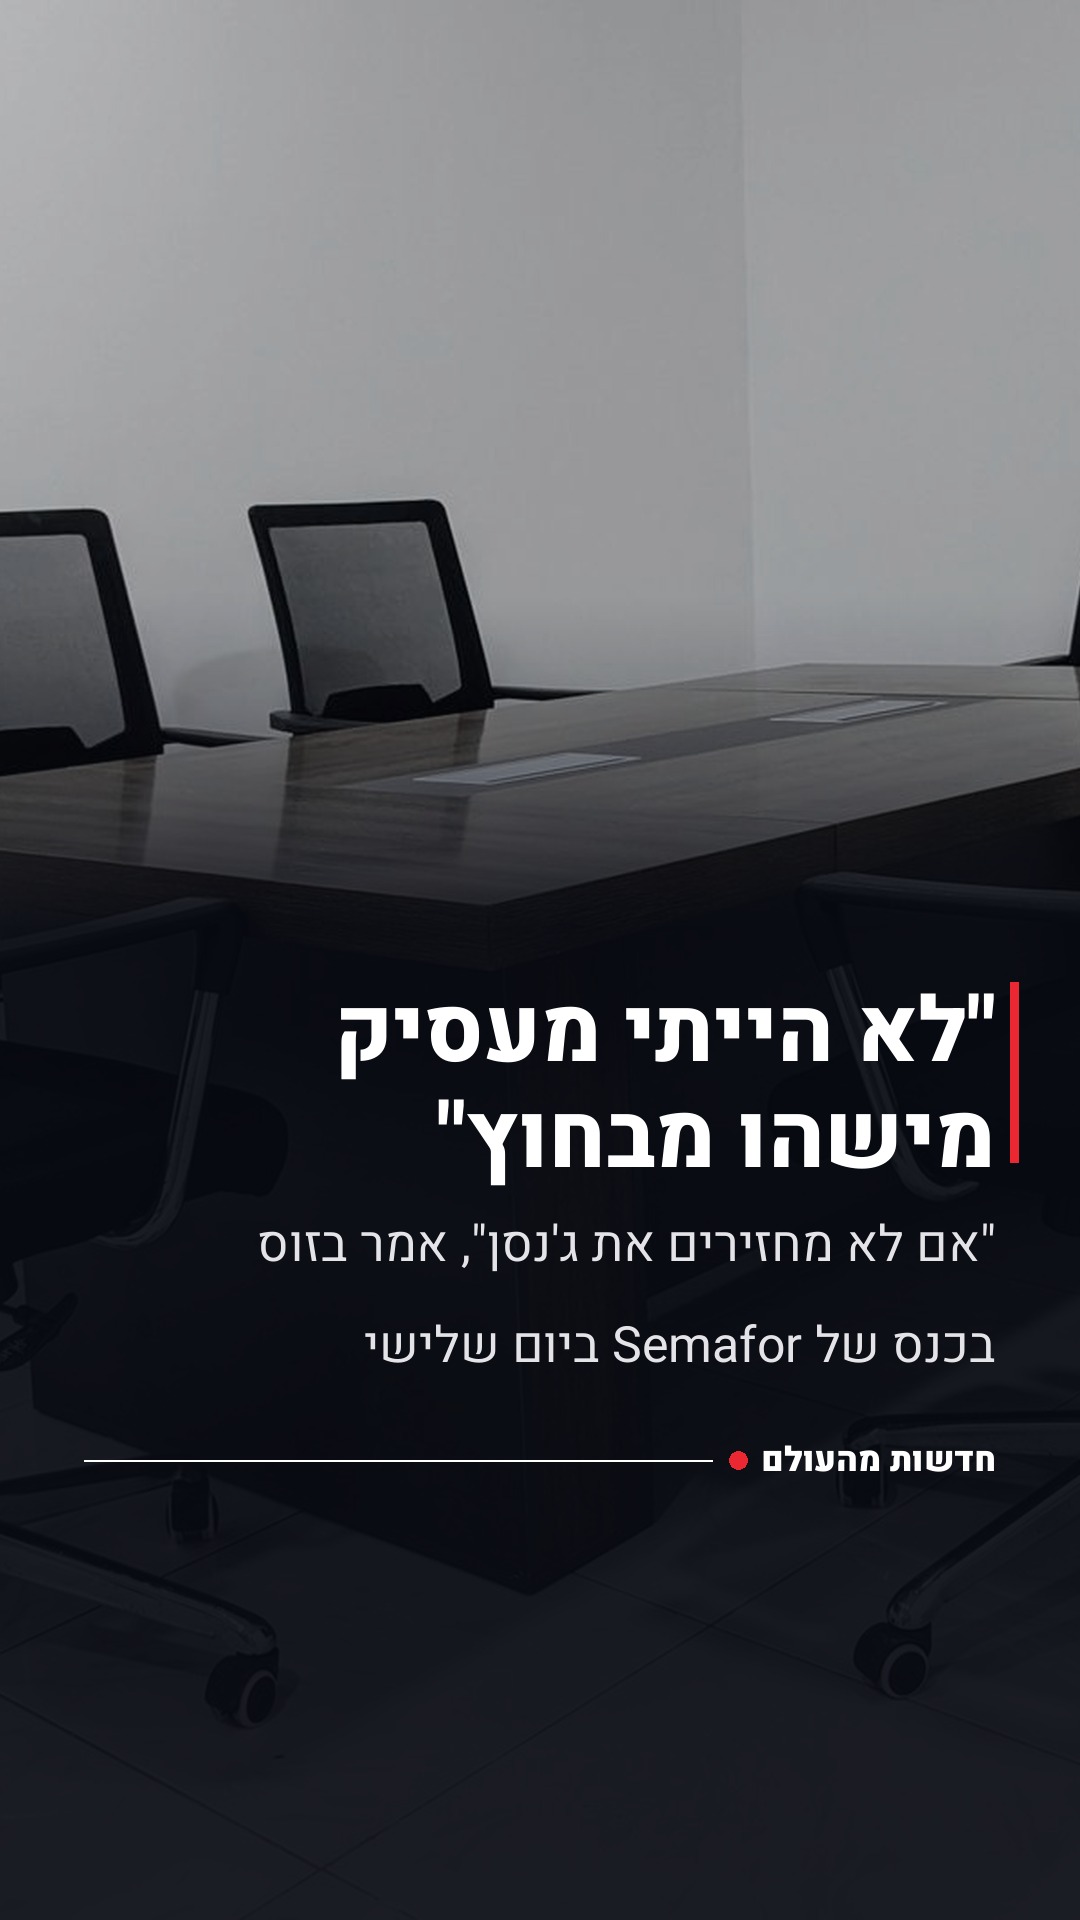 "לא הייתי מעסיק
מישהו מבחוץ"
"אם לא מחזירים את ג'נסן", אמר בזוס
בכנס של Semafor ביום שלישי
חדשות מהעולם